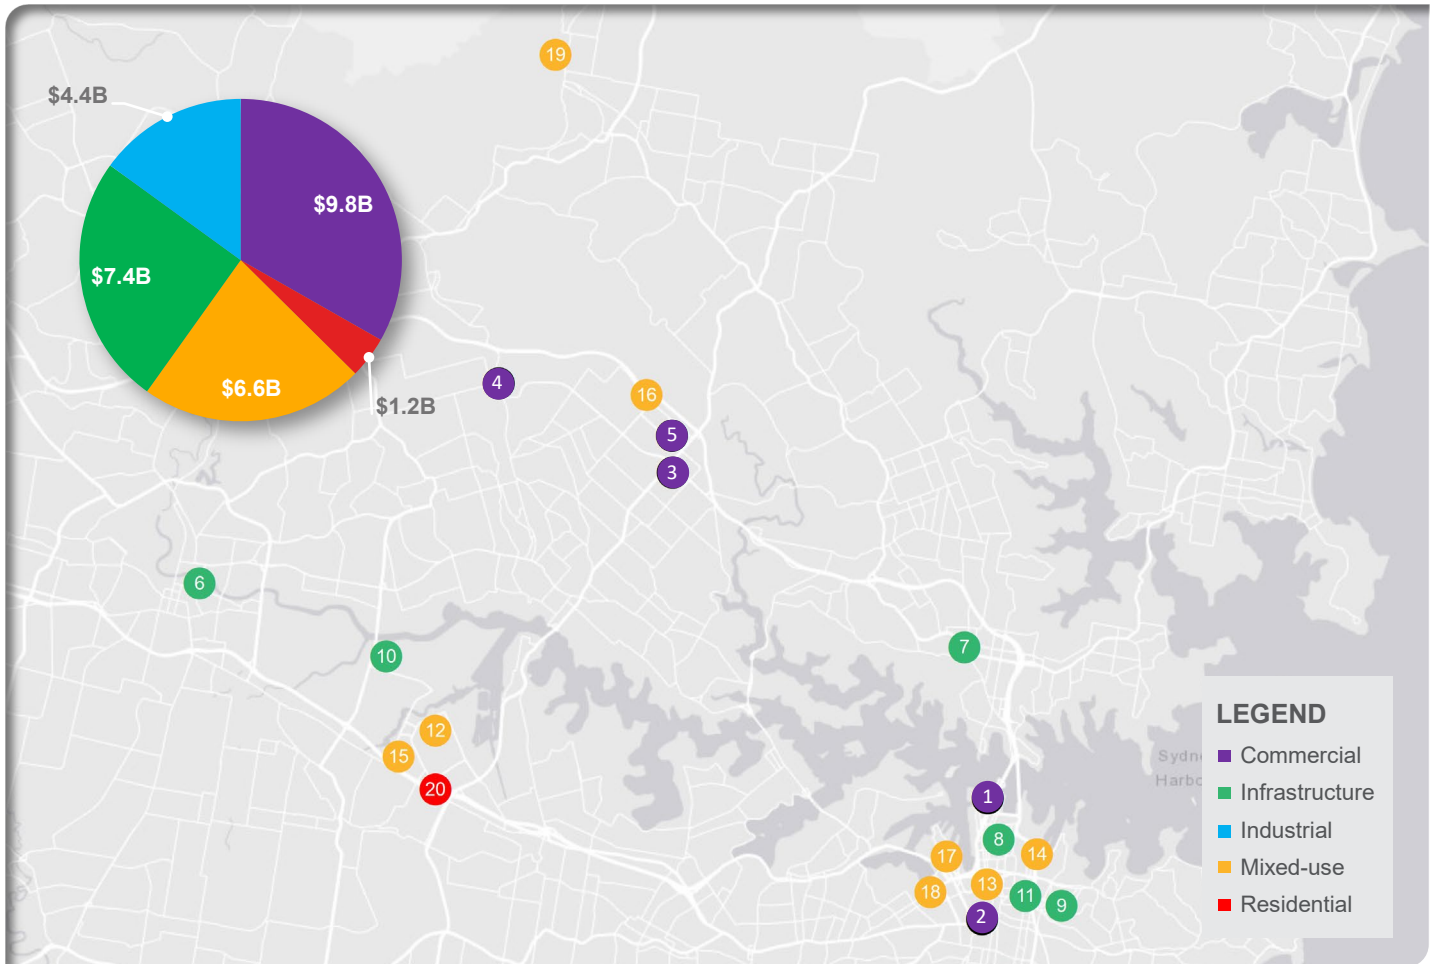 19
$4.4B
$9.8B
$7.4B
$6.6B
$1.2B
4
16
5
3
6
10
7
12
15
20
1
8
17
14
13
18
11
9
2
LEGEND
Commercial
Infrastructure
Industrial
Mixed-use
Residential